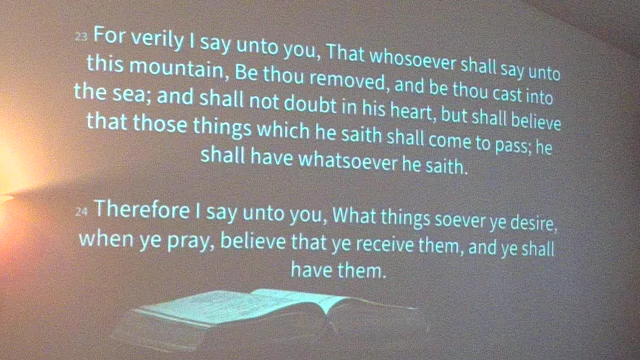 23 For verily I say unto you, That whosoever shall say unto
this mountain, Be thou removed, and be thou cast into
the sea; and shall not doubt in his heart, but shall believe
that those things which he saith shall come to pass; he
shall have whatsoever he saith.
24 Therefore I say unto you, What things soever ye desire,
when ye pray, believe that ye receive them, and ye shall
have them.